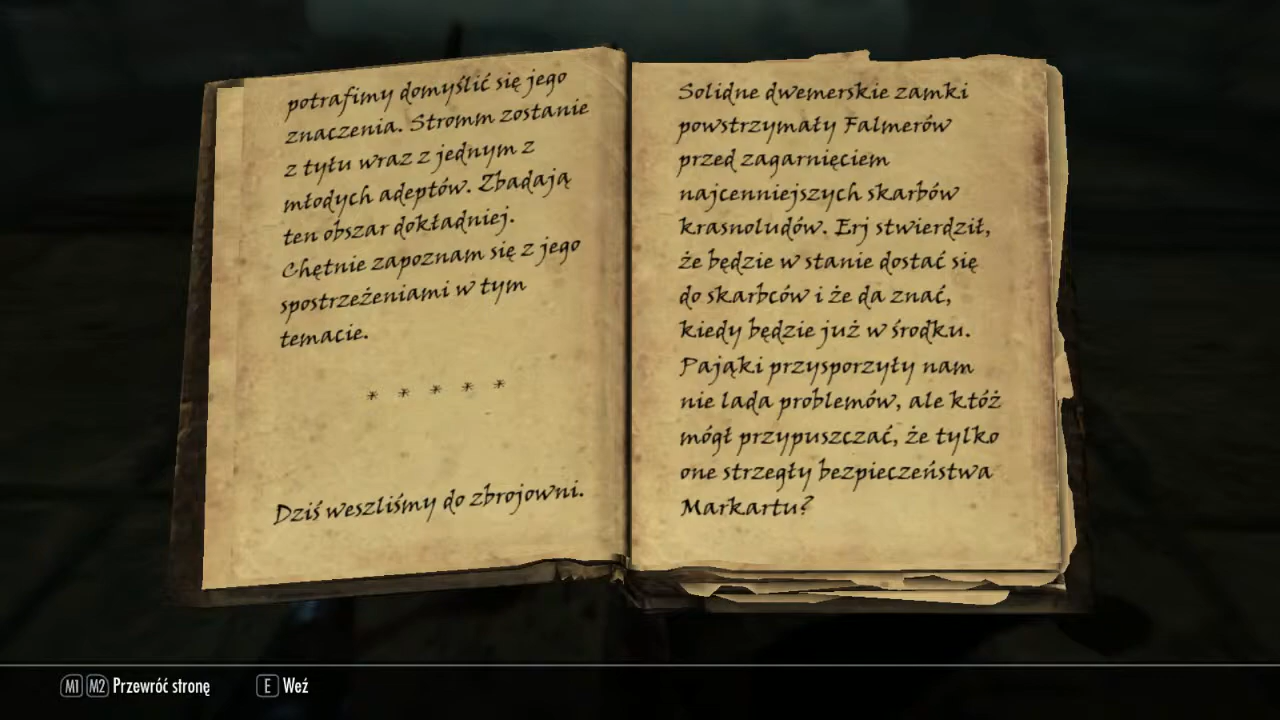 potrafimy domyślić się jego
znaczenia. Stromm zostanie
z tyłu wraz z jednym z
młodych adeptów. Zbadają
ten obszar dokładniej.
Chętnie zapoznam się z jego
spostrzeżeniami w tym
temacie.
* * * * *
Dziś weszliśmy do zbrojowni.
Solidne dwemerskie zamki
powstrzymały Falmerów
przed zagarnięciem
najcenniejszych skarbów
krasnoludów. Erj stwierdził,
że będzie w stanie dostać się
do skarbców i że da znać,
kiedy będzie już w środku.
Pająki przysporzyły nam
nie lada problemów, ale któż
mógł przypuszczać, że tylko
one strzegły bezpieczeństwa
Markartu?
M1 M2 Przewróć stronę E Weź